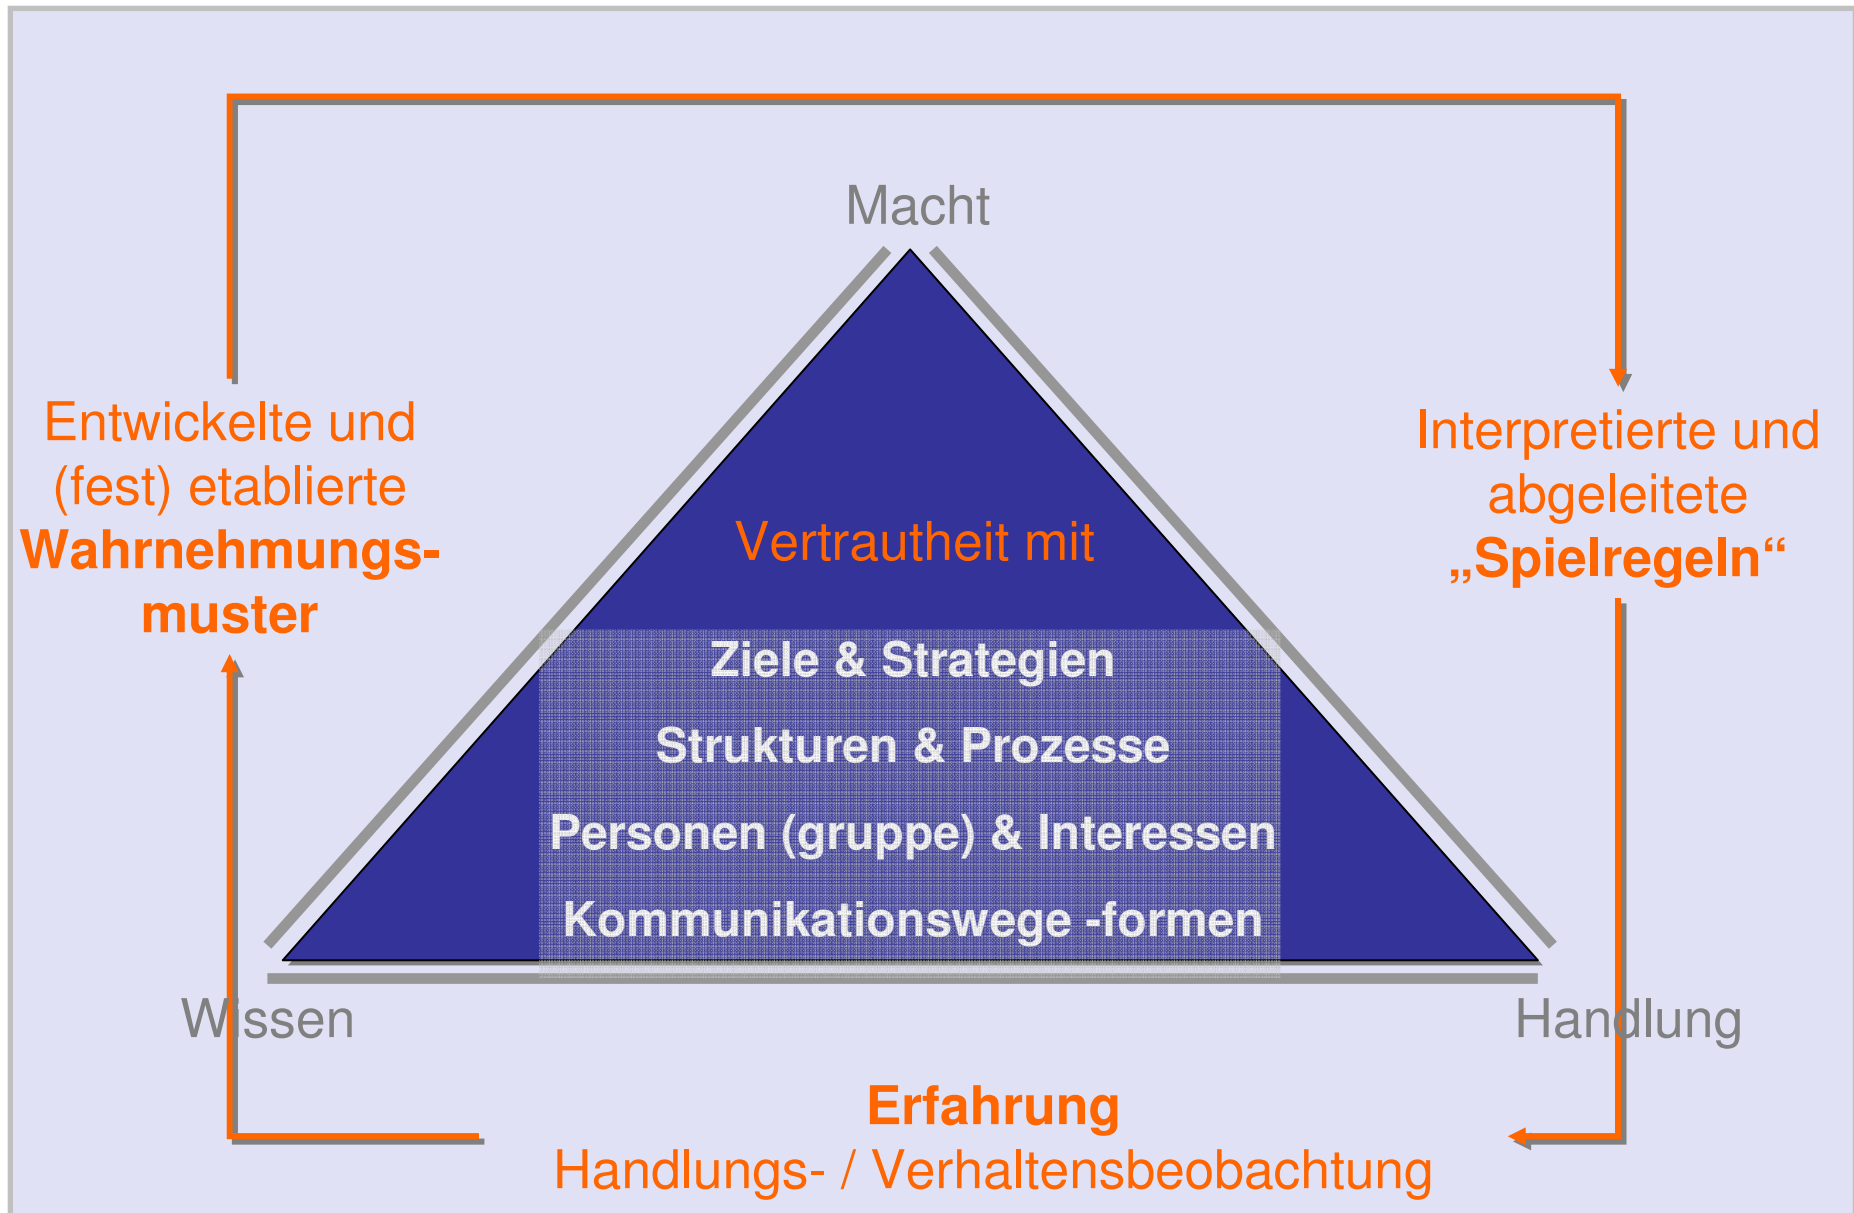 Macht
Entwickelte und
(fest) etablierte
Wahrnehmungs-
muster
Interpretierte und
abgeleitete
„Spielregeln“
Vertrautheit mit
Ziele & Strategien
Strukturen & Prozesse
Personen (gruppe) & Interessen
Kommunikationswege -formen
Wissen
Handlung
Erfahrung
Handlungs- / Verhaltensbeobachtung